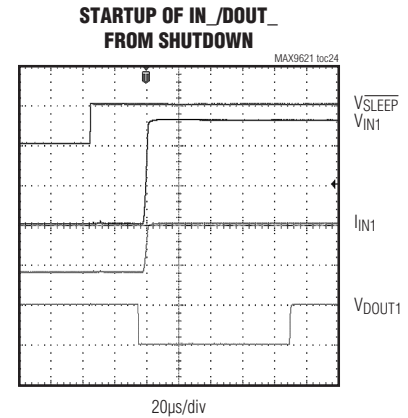 STARTUP OF IN_/DOUT_
FROM SHUTDOWN
MAX9621 toc24
VSLEEP
VIN1
IIN1
VDOUT1
20µs/div